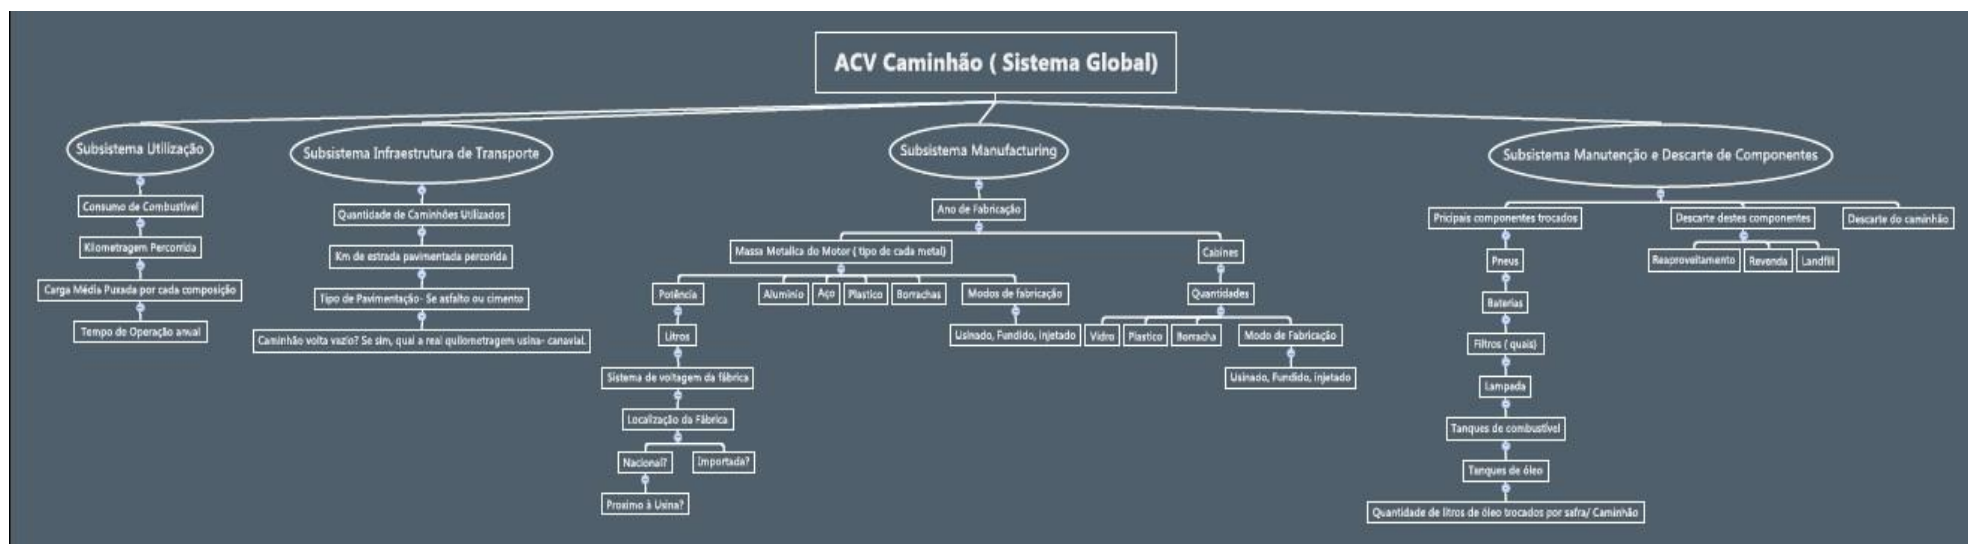 ACV Caminhão ( Sistema Global)
Subsistema Utilização
Consumo de Combustível
Kilometragem Percorrida
Carga Média Puxada por cada composição
Tempo de Operação anual
Subsistema Infraestrutura de Transporte
Quantidade de Caminhões Utilizados
Km de estrada pavimentada percorida
Tipo de Pavimentação- Se asfalto ou cimento
Caminhão volta vazio? Se sim, qual a real quilometragem usina- canavial.
Subsistema Manufacturing
Ano de Fabricação
Massa Metalica do Motor ( tipo de cada metal)
Potência
Litros
Sistema de voltagem da fábrica
Localização da Fábrica
Nacional?
Proximo à Usina?
Importada?
Aluminio
Aço
Plastico
Borrachas
Modos de fabricação
Usinado, Fundido, injetado
Cabines
Quantidades
Vidro
Plastico
Borracha
Modo de Fabricação
Usinado, Fundido, injetado
Subsistema Manutenção e Descarte de Componentes
Pricipais componentes trocados
Pneus
Baterias
Filtros ( quais)
Lampada
Tanques de combustível
Tanques de óleo
Quantidade de litros de óleo trocados por safra/ Caminhão
Descarte destes componentes
Reaproveitamento
Revenda
Landfill
Descarte do caminhão